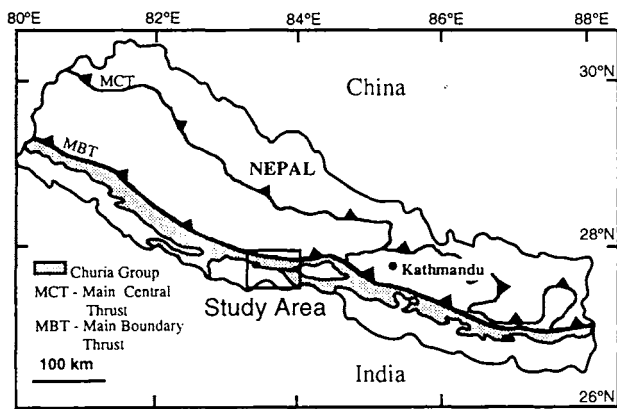 80°E 82°E 84°E 86°E 88°E
30°N
China
MCT
MBT
NEPAL
28°N
Kathmandu
Churia Group
MCT - Main Central
Thrust
MBT - Main Boundary
Thrust
Study Area
100 km
India
26°N